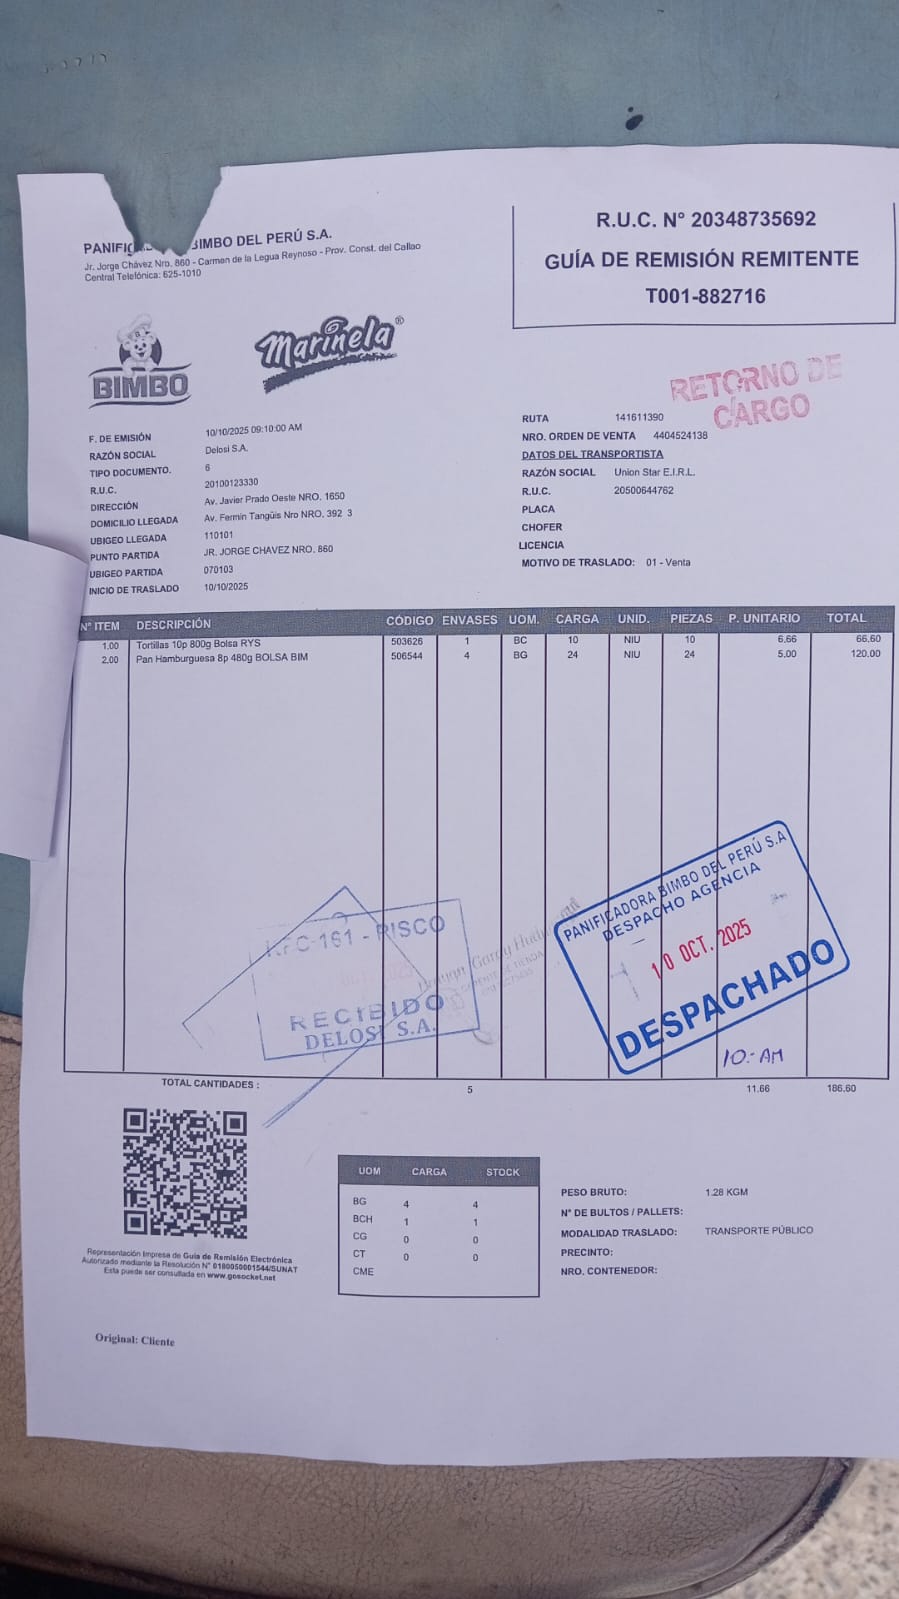 PANIFI BIMBO DEL PERÚ S.A.
Jr. Jorge Chávez Nro. 860 - Carmen de la Legua Reynoso - Prov. Const. del Callao
Central Telefónica: 625-1010
R.U.C. N° 20348735692
GUÍA DE REMISIÓN REMITENTE
T001-882716
BIMBO
Marinela®
RETORNO DE
CARGO
F. DE EMISIÓN 10/10/2025 09:10:00 AM
RAZÓN SOCIAL Delosi S.A.
TIPO DOCUMENTO. 6
R.U.C. 20100123330
DIRECCIÓN Av. Javier Prado Oeste NRO. 1650
DOMICILIO LLEGADA Av. Fermin Tangüis Nro NRO. 392 3
UBIGEO LLEGADA 110101
PUNTO PARTIDA JR. JORGE CHAVEZ NRO. 860
UBIGEO PARTIDA 070103
INICIO DE TRASLADO 10/10/2025
RUTA 141611390
NRO. ORDEN DE VENTA 4404524138
DATOS DEL TRANSPORTISTA
RAZÓN SOCIAL Union Star E.I.R.L.
R.U.C. 20500644762
PLACA
CHOFER
LICENCIA
MOTIVO DE TRASLADO: 01 - Venta
N° ITEM DESCRIPCIÓN CÓDIGO ENVASES UOM. CARGA UNID. PIEZAS P. UNITARIO TOTAL
1.00 Tortillas 10p 800g Bolsa RYS 503626 1 BC 10 NIU 10 6.66 66.60
2.00 Pan Hamburguesa 8p 480g BOLSA BIM 506544 4 BG 24 NIU 24 5.00 120.00
KFC-161 - PISCO
RECIBIDO
DELOSI S.A.
PANIFICADORA BIMBO DEL PERÚ S.A
DESPACHO AGENCIA
10 OCT. 2025
DESPACHADO
10:- AM
TOTAL CANTIDADES : 5 11.66 186.60
UOM CARGA STOCK
BG 4 4
BCH 1 1
CG 0 0
CT 0 0
CME
PESO BRUTO: 1.28 KGM
N° DE BULTOS / PALLETS:
MODALIDAD TRASLADO: TRANSPORTE PÚBLICO
PRECINTO:
NRO. CONTENEDOR:
Representación Impresa de Guía de Remisión Electrónica
Autorizado mediante la Resolución N° 0180050001544/SUNAT
Esta puede ser consultada en www.gosocket.net
Original: Cliente